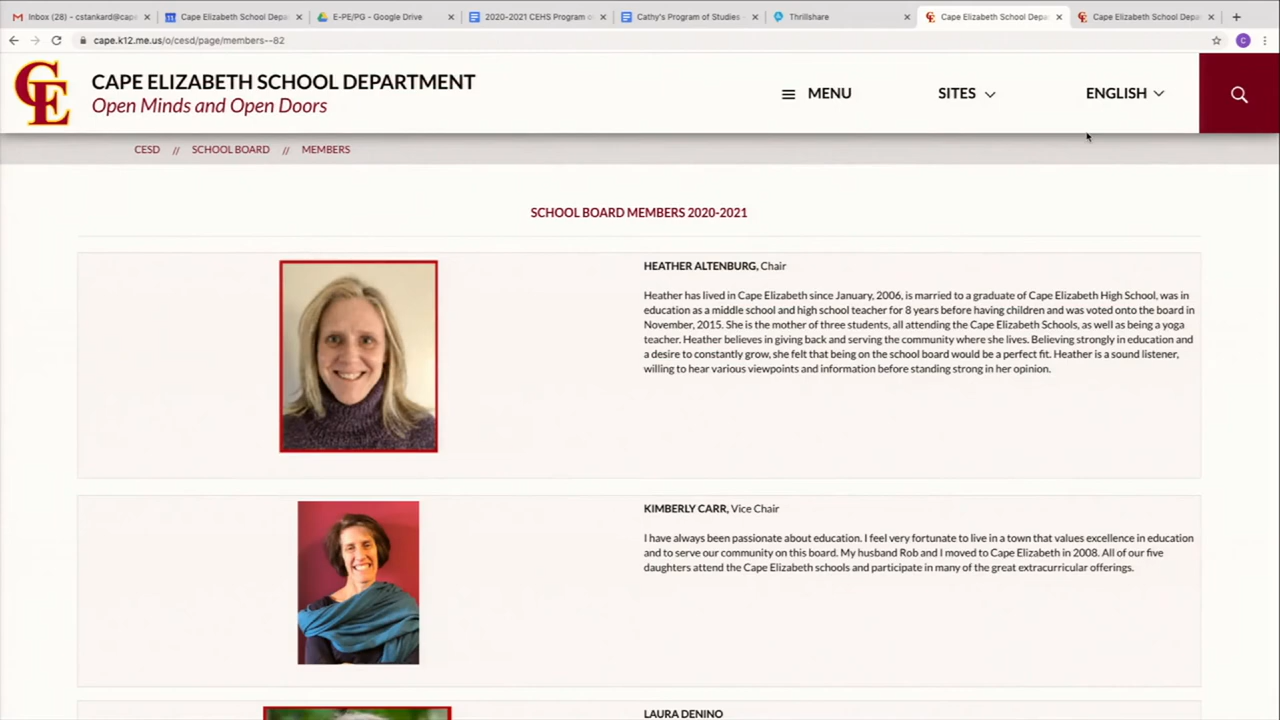 Inbox (28) - cstankard@cape
Cape Elizabeth School Depa
E-PE/PG - Google Drive
2020-2021 CEHS Program o
Cathy's Program of Studies -
Thrillshare
Cape Elizabeth School Depa
Cape Elizabeth School Depa
cape.k12.me.us/o/cesd/page/members--82
C
CE
CAPE ELIZABETH SCHOOL DEPARTMENT
Open Minds and Open Doors
MENU
SITES
ENGLISH
CESD // SCHOOL BOARD // MEMBERS
SCHOOL BOARD MEMBERS 2020-2021
HEATHER ALTENBURG, Chair
Heather has lived in Cape Elizabeth since January, 2006, is married to a graduate of Cape Elizabeth High School, was in
education as a middle school and high school teacher for 8 years before having children and was voted onto the board in
November, 2015. She is the mother of three students, all attending the Cape Elizabeth Schools, as well as being a yoga
teacher. Heather believes in giving back and serving the community where she lives. Believing strongly in education and
a desire to constantly grow, she felt that being on the school board would be a perfect fit. Heather is a sound listener,
willing to hear various viewpoints and information before standing strong in her opinion.
KIMBERLY CARR, Vice Chair
I have always been passionate about education. I feel very fortunate to live in a town that values excellence in education
and to serve our community on this board. My husband Rob and I moved to Cape Elizabeth in 2008. All of our five
daughters attend the Cape Elizabeth schools and participate in many of the great extracurricular offerings.
LAURA DENINO